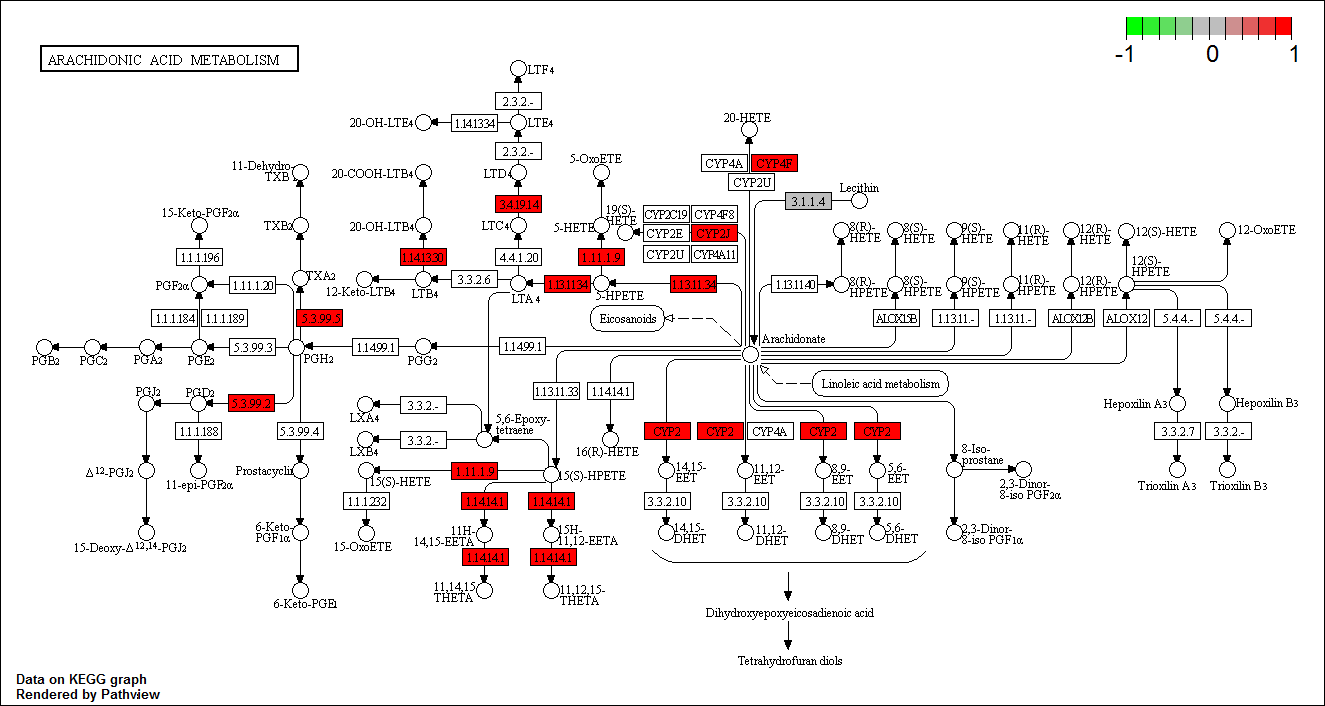 -1
0
1
ARACHIDONIC ACID METABOLISM
LTF4
2.3.2.-
20-OH-LTE4
1.14.13.34
LTE4
20-HETE
2.3.2.-
11-Dehydro-
TXB
20-COOH-LTB4
LTD4
5-OxoETE
CYP4A
CYP4F
CYP2U
3.4.19.14
3.1.1.4
Lecithin
15-Keto-PGF2α
TXB2
20-OH-LTB4
LTC4
5-HETE
19(S)-
HETE
CYP2C19
CYP4F8
CYP2E
CYP2J
CYP2U
CYP4A11
8(R)-
HETE
8(S)-
HETE
9(S)-
HETE
11(R)-
HETE
12(R)-
HETE
12(S)-HETE
12-OxoETE
1.1.1.196
1.14.13.30
4.4.1.20
1.11.1.9
PGF2α
1.1.1.20
TXA2
12-Keto-LTB4
LTB4
3.3.2.6
LTA4
1.13.11.34
5-HPETE
1.13.11.34
1.13.11.40
8(R)-
HPETE
8(S)-
HPETE
9(S)-
HPETE
11(R)-
HPETE
12(R)-
HPETE
12(S)-
HPETE
1.1.1.184
1.1.1.189
5.3.99.5
Eicosanoids
ALOX15B
1.13.11.-
1.13.11.-
ALOX12B
ALOX12
5.4.4.-
5.4.4.-
PGB2
PGC2
PGA2
PGE2
5.3.99.3
PGH2
1.14.99.1
PGG2
1.14.99.1
Arachidonate
Linoleic acid metabolism
PGJ2
PGD2
5.3.99.2
1.13.11.33
1.14.14.1
LXA4
3.3.2.-
5,6-Epoxy-
tetraene
Hepoxilin A3
Hepoxilin B3
1.1.1.188
5.3.99.4
LXB4
3.3.2.-
16(R)-HETE
CYP2
CYP2
CYP4A
CYP2
CYP2
3.3.2.7
3.3.2.-
8-Iso-
prostane
Δ12-PGJ2
11-epi-PGF2α
Prostacyclin
15(S)-HETE
1.11.1.9
15(S)-HPETE
14,15-
EET
11,12-
EET
8,9-
EET
5,6-
EET
2,3-Dinor-
8-iso PGF2α
Trioxilin A3
Trioxilin B3
1.1.1.232
1.14.14.1
1.14.14.1
3.3.2.10
3.3.2.10
3.3.2.10
3.3.2.10
15-Deoxy-Δ12,14-PGJ2
6-Keto-
PGF1α
15-OxoETE
11H-
14,15-EETA
15H-
11,12-EETA
14,15-
DHET
11,12-
DHET
8,9-
DHET
5,6-
DHET
2,3-Dinor-
8-iso PGF1α
1.14.14.1
1.14.14.1
6-Keto-PGE1
11,14,15-
THETA
11,12,15-
THETA
Dihydroxyepoxyeicosadienoic acid
Tetrahydrofuran diols
Data on KEGG graph
Rendered by Pathview